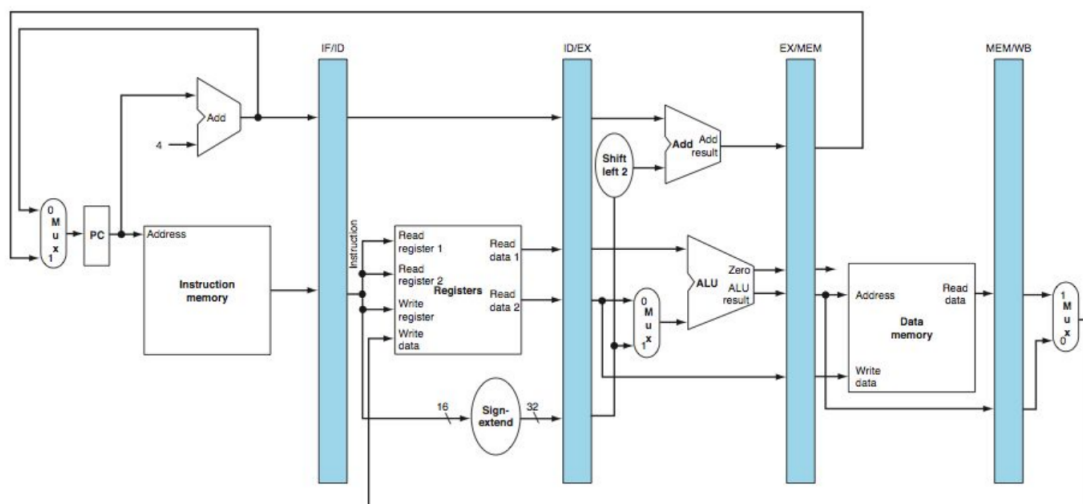 IF/ID
ID/EX
EX/MEM
MEM/WB
Add
4
Shift
left 2
Add
Add
result
0
M
u
x
1
PC
Address
Instruction
memory
Instruction
Read
register 1
Read
register 2
Write
register
Write
data
Registers
Read
data 1
Read
data 2
16
Sign-
extend
32
0
M
u
x
1
ALU
Zero
ALU
result
Address
Write
data
Data
memory
Read
data
1
M
u
x
0